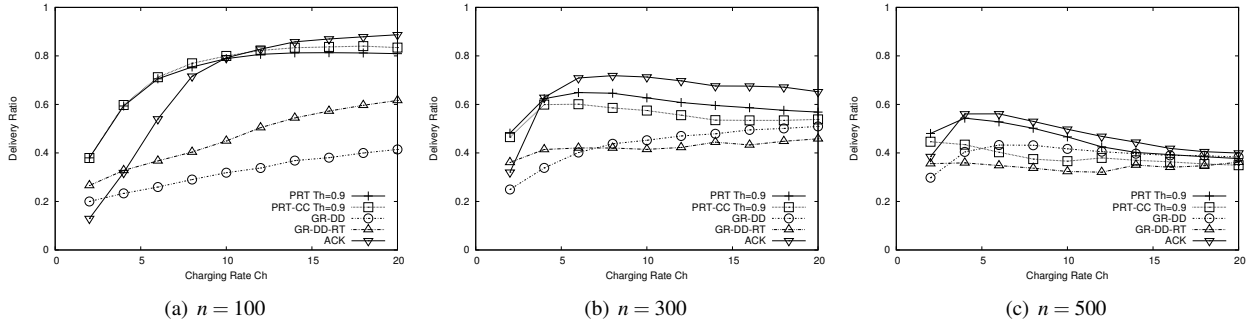 1
0.8
0.6
0.4
0.2
0
Delivery Ratio
PRT Th=0.9
PRT-CC Th=0.9
GR-DD
GR-DD-RT
ACK
0 5 10 15 20
Charging Rate Ch
(a) n = 100
1
0.8
0.6
0.4
0.2
0
Delivery Ratio
PRT Th=0.9
PRT-CC Th=0.9
GR-DD
GR-DD-RT
ACK
0 5 10 15 20
Charging Rate Ch
(b) n = 300
1
0.8
0.6
0.4
0.2
0
Delivery Ratio
PRT Th=0.9
PRT-CC Th=0.9
GR-DD
GR-DD-RT
ACK
0 5 10 15 20
Charging Rate Ch
(c) n = 500